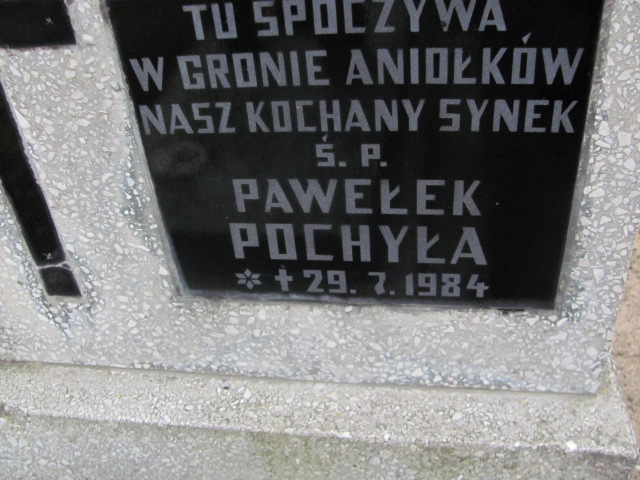 TU SPOCZYWA
W GRONIE ANIOŁKÓW
NASZ KOCHANY SYNEK
Ś. P.
PAWEŁEK
POCHYŁA
* † 29.7.1984